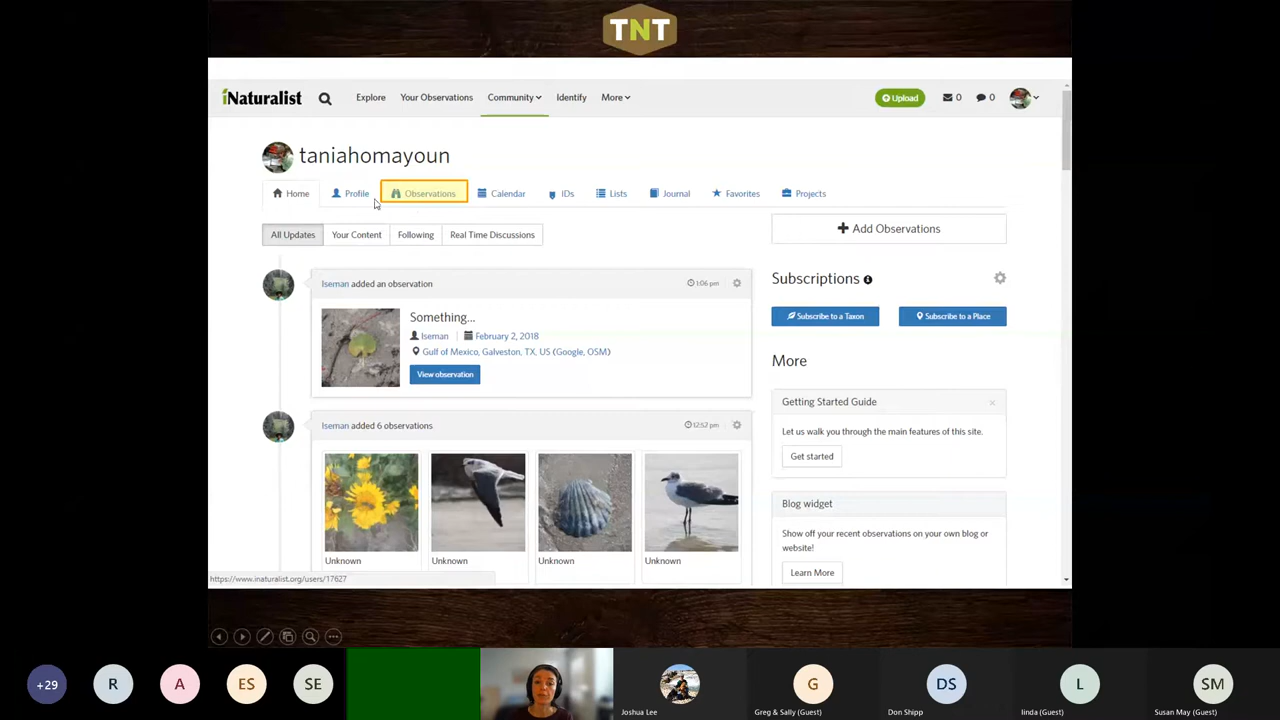 TNT
iNaturalist Explore Your Observations Community Identify More Upload 0 0
taniahomayoun
Home Profile Observations Calendar IDs Lists Journal Favorites Projects
All Updates Your Content Following Real Time Discussions
+ Add Observations
Subscriptions
Subscribe to a Taxon Subscribe to a Place
lseman added an observation 1:06 pm
Something...
lseman February 2, 2018
Gulf of Mexico, Galveston, TX, US (Google, OSM)
View observation
More
Getting Started Guide ×
Let us walk you through the main features of this site.
Get started
lseman added 6 observations 12:57 pm
Unknown Unknown Unknown Unknown
Blog widget
Show off your recent observations on your own blog or
website!
Learn More
https://www.inaturalist.org/users/17627
+29 R A ES SE G DS L SM
Joshua Lee Greg & Sally (Guest) Don Shipp linda (Guest) Susan May (Guest)